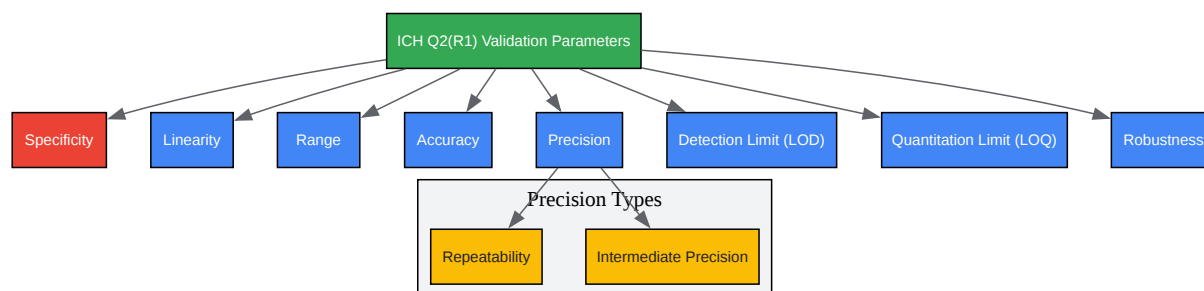 ICH Q2(R1) Validation Parameters
Specificity
Linearity
Range
Accuracy
Precision
Detection Limit (LOD)
Quantitation Limit (LOQ)
Robustness
Precision Types
Repeatability
Intermediate Precision